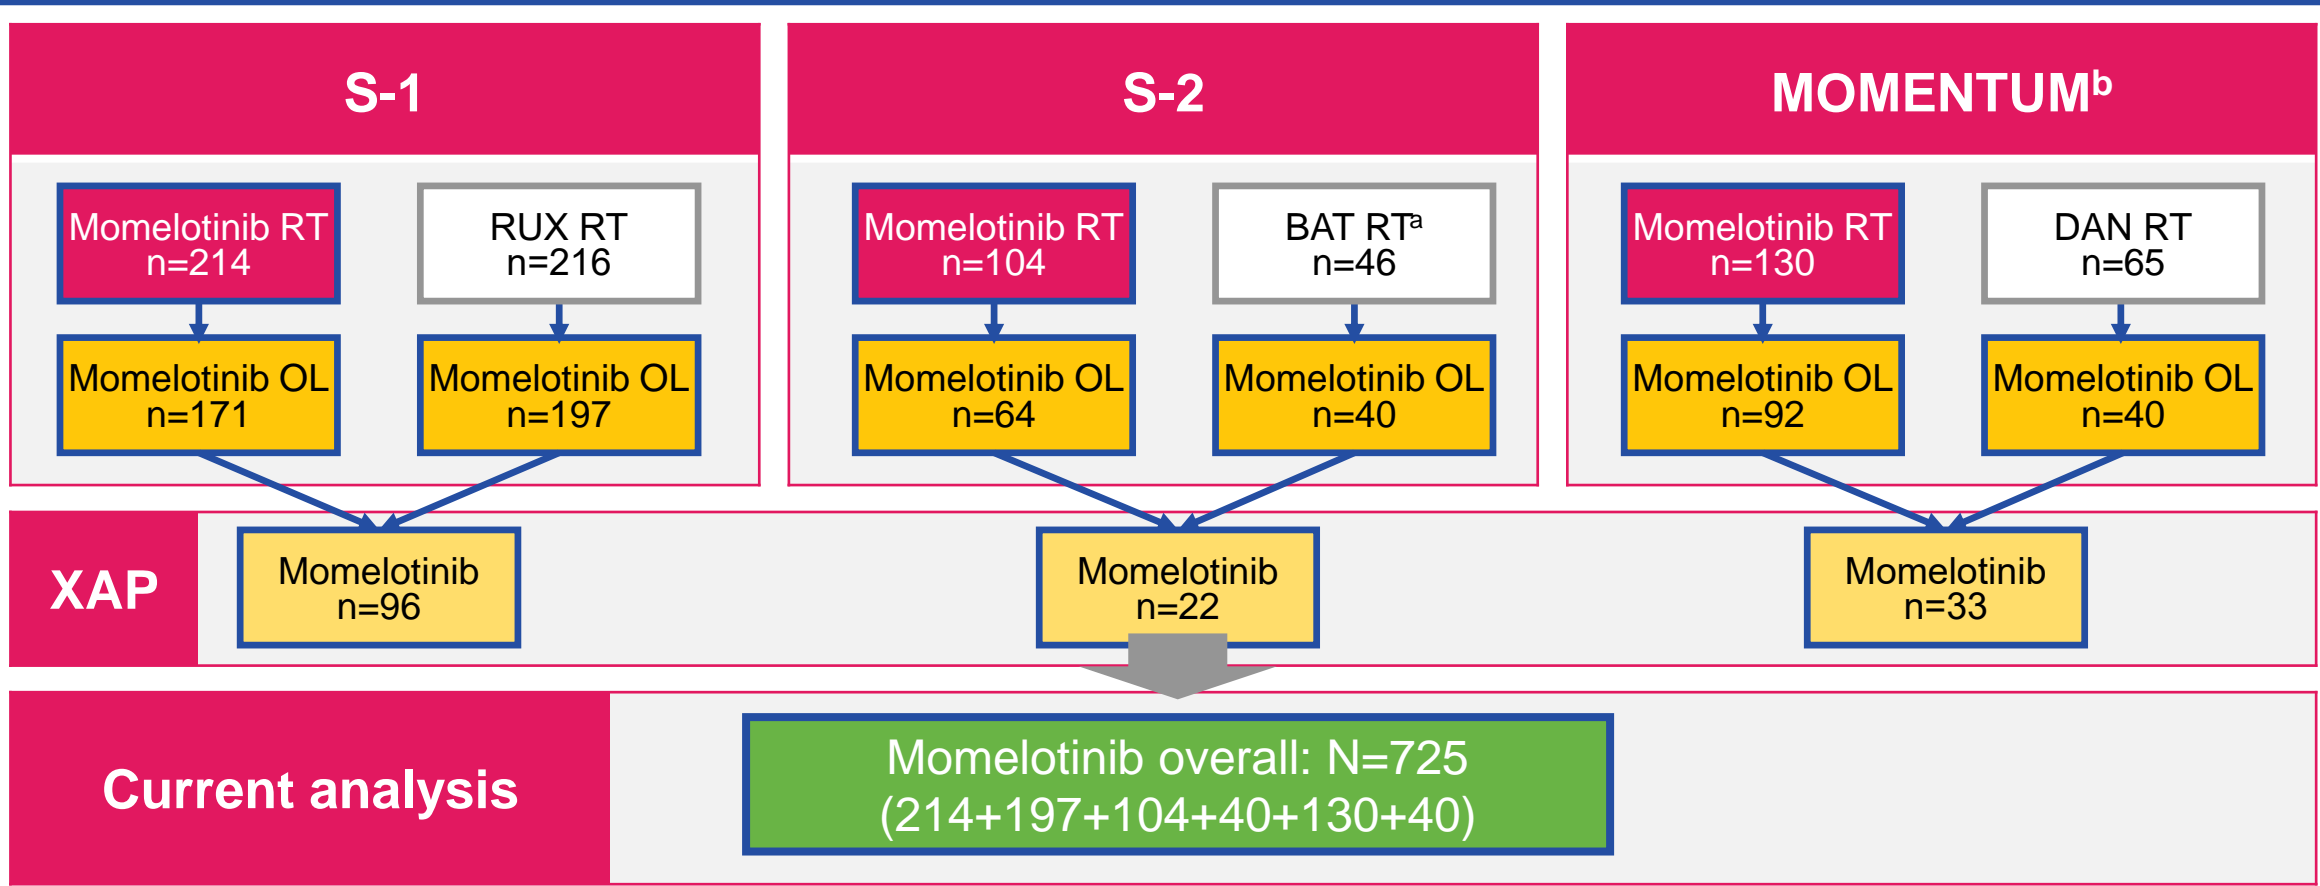 S-1
Momelotinib RT
n=214
RUX RT
n=216
Momelotinib OL
n=171
Momelotinib OL
n=197
S-2
Momelotinib RT
n=104
BAT RTᵃ
n=46
Momelotinib OL
n=64
Momelotinib OL
n=40
MOMENTUMᵇ
Momelotinib RT
n=130
DAN RT
n=65
Momelotinib OL
n=92
Momelotinib OL
n=40
XAP
Momelotinib
n=96
Momelotinib
n=22
Momelotinib
n=33
Current analysis
Momelotinib overall: N=725
(214+197+104+40+130+40)